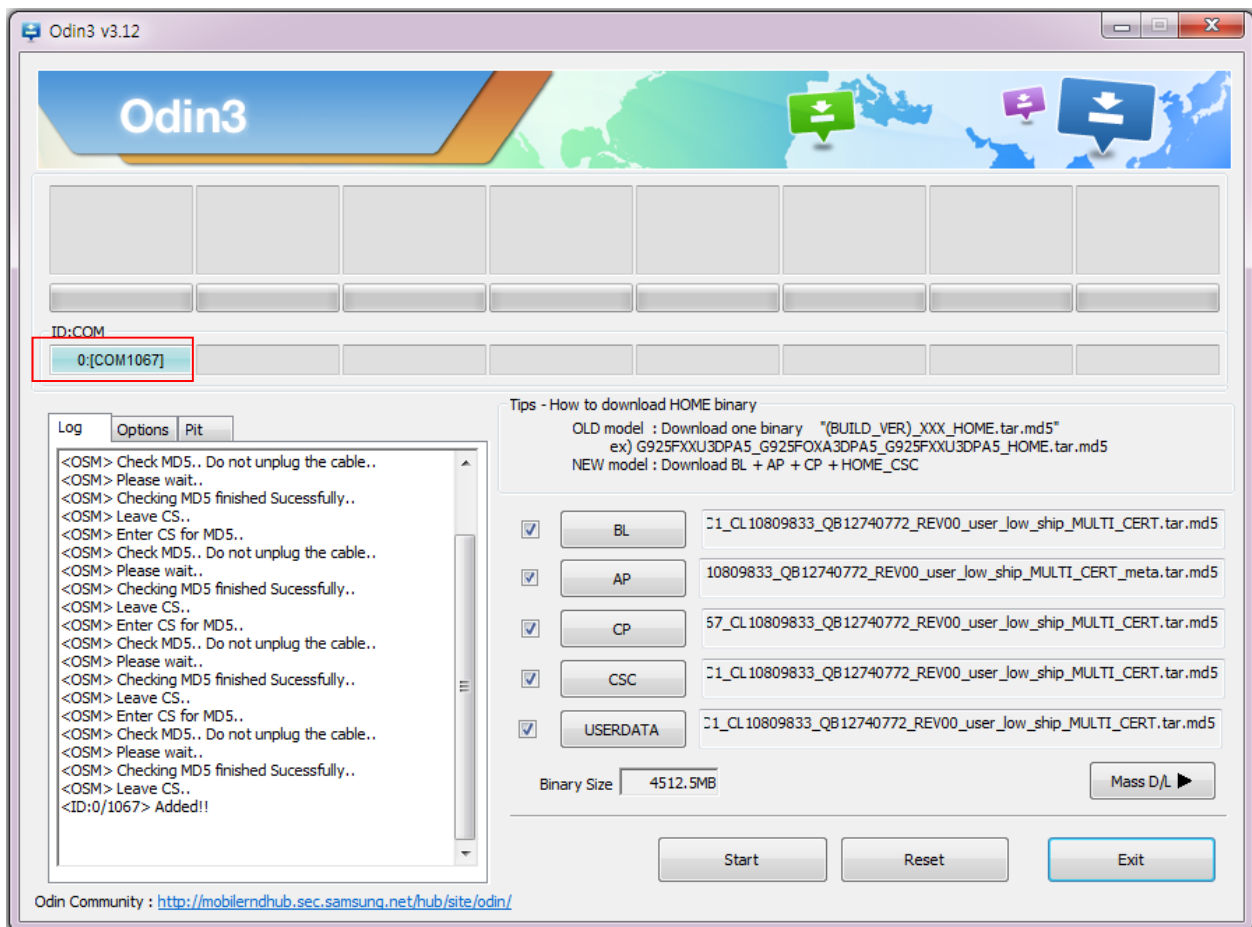 Odin3 v3.12
Odin3
ID:COM
0:[COM1067]
Log
Options
Pit
<OSM> Check MD5.. Do not unplug the cable..
<OSM> Please wait..
<OSM> Checking MD5 finished Sucessfully..
<OSM> Leave CS..
<OSM> Enter CS for MD5..
<OSM> Check MD5.. Do not unplug the cable..
<OSM> Please wait..
<OSM> Checking MD5 finished Sucessfully..
<OSM> Leave CS..
<OSM> Enter CS for MD5..
<OSM> Check MD5.. Do not unplug the cable..
<OSM> Please wait..
<OSM> Checking MD5 finished Sucessfully..
<OSM> Leave CS..
<OSM> Enter CS for MD5..
<OSM> Check MD5.. Do not unplug the cable..
<OSM> Please wait..
<OSM> Checking MD5 finished Sucessfully..
<OSM> Leave CS..
<ID:0/1067> Added!!
Tips - How to download HOME binary
OLD model : Download one binary "(BUILD_VER)_XXX_HOME.tar.md5"
ex) G925FXXU3DPA5_G925FOXA3DPA5_G925FXXU3DPA5_HOME.tar.md5
NEW model : Download BL + AP + CP + HOME_CSC
BL C1_CL10809833_QB12740772_REV00_user_low_ship_MULTI_CERT.tar.md5
AP 10809833_QB12740772_REV00_user_low_ship_MULTI_CERT_meta.tar.md5
CP 67_CL10809833_QB12740772_REV00_user_low_ship_MULTI_CERT.tar.md5
CSC C1_CL10809833_QB12740772_REV00_user_low_ship_MULTI_CERT.tar.md5
USERDATA C1_CL10809833_QB12740772_REV00_user_low_ship_MULTI_CERT.tar.md5
Binary Size 4512.5MB
Mass D/L
Start
Reset
Exit
Odin Community : http://mobilerndhub.sec.samsung.net/hub/site/odin/